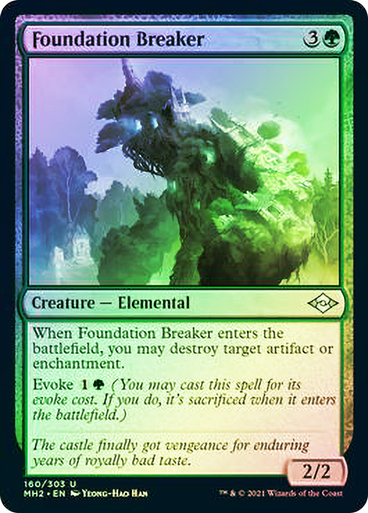 Foundation Breaker 3
Creature — Elemental
When Foundation Breaker enters the
battlefield, you may destroy target artifact or
enchantment.
Evoke 1 (You may cast this spell for its
evoke cost. If you do, it's sacrificed when it enters
the battlefield.)
The castle finally got vengeance for enduring
years of royally bad taste.
2/2
160/303 U
MH2 • EN Yeong-Hao Han
™ & © 2021 Wizards of the Coast